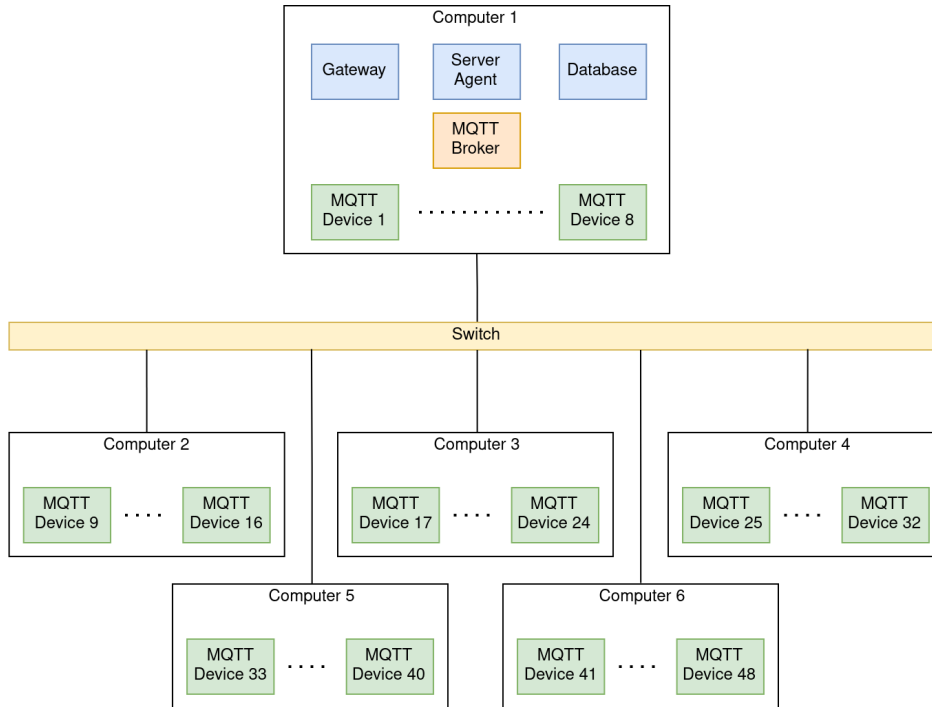 Computer 1
Gateway
Server
Agent
Database
MQTT
Broker
MQTT
Device 1
. . . . . . . . . . . .
MQTT
Device 8
Switch
Computer 2
MQTT
Device 9
. . . .
MQTT
Device 16
Computer 3
MQTT
Device 17
. . . .
MQTT
Device 24
Computer 4
MQTT
Device 25
. . . .
MQTT
Device 32
Computer 5
MQTT
Device 33
. . . .
MQTT
Device 40
Computer 6
MQTT
Device 41
. . . .
MQTT
Device 48